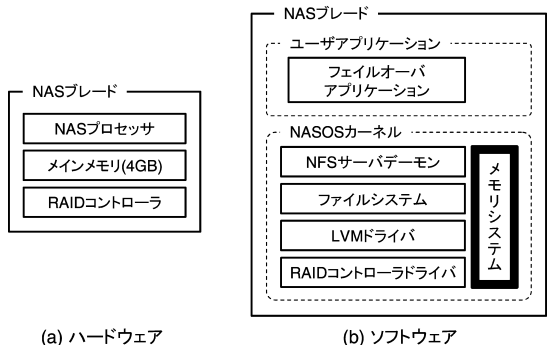 NASブレード
NASプロセッサ
メインメモリ(4GB)
RAIDコントローラ
(a) ハードウェア
NASブレード
ユーザアプリケーション
フェイルオーバ
アプリケーション
NASOSカーネル
NFSサーバデーモン
ファイルシステム
LVMドライバ
RAIDコントローラドライバ
メモリシステム
(b) ソフトウェア